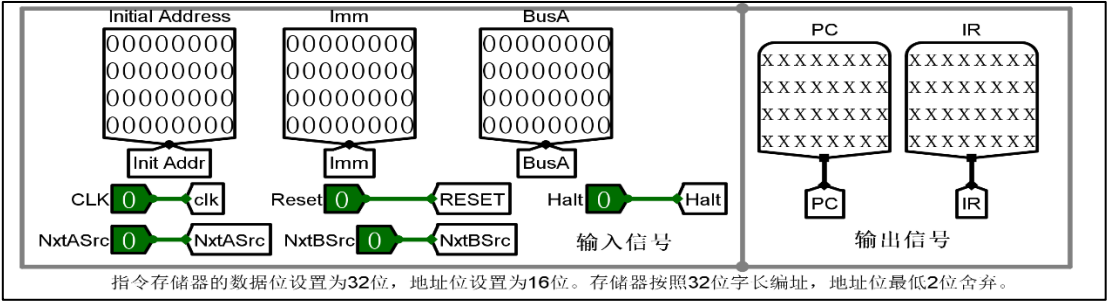 Initial Address Imm BusA PC IR
00000000 00000000 00000000 XXXXXXXX XXXXXXXX
00000000 00000000 00000000 XXXXXXXX XXXXXXXX
00000000 00000000 00000000 XXXXXXXX XXXXXXXX
00000000 00000000 00000000 XXXXXXXX XXXXXXXX
Init Addr Imm BusA
CLK 0 clk Reset 0 RESET Halt 0 Halt PC IR
NxtASrc 0 NxtASrc NxtBSrc 0 NxtBSrc 输入信号 输出信号
指令存储器的数据位设置为32位，地址位设置为16位。存储器按照32位字长编址，地址位最低2位舍弃。